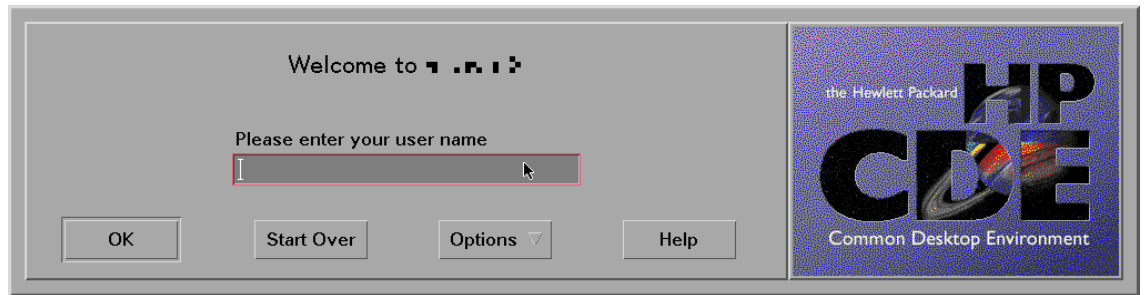 Welcome to
Please enter your user name
OK
Start Over
Options
Help
the Hewlett Packard
HP
CDE
Common Desktop Environment